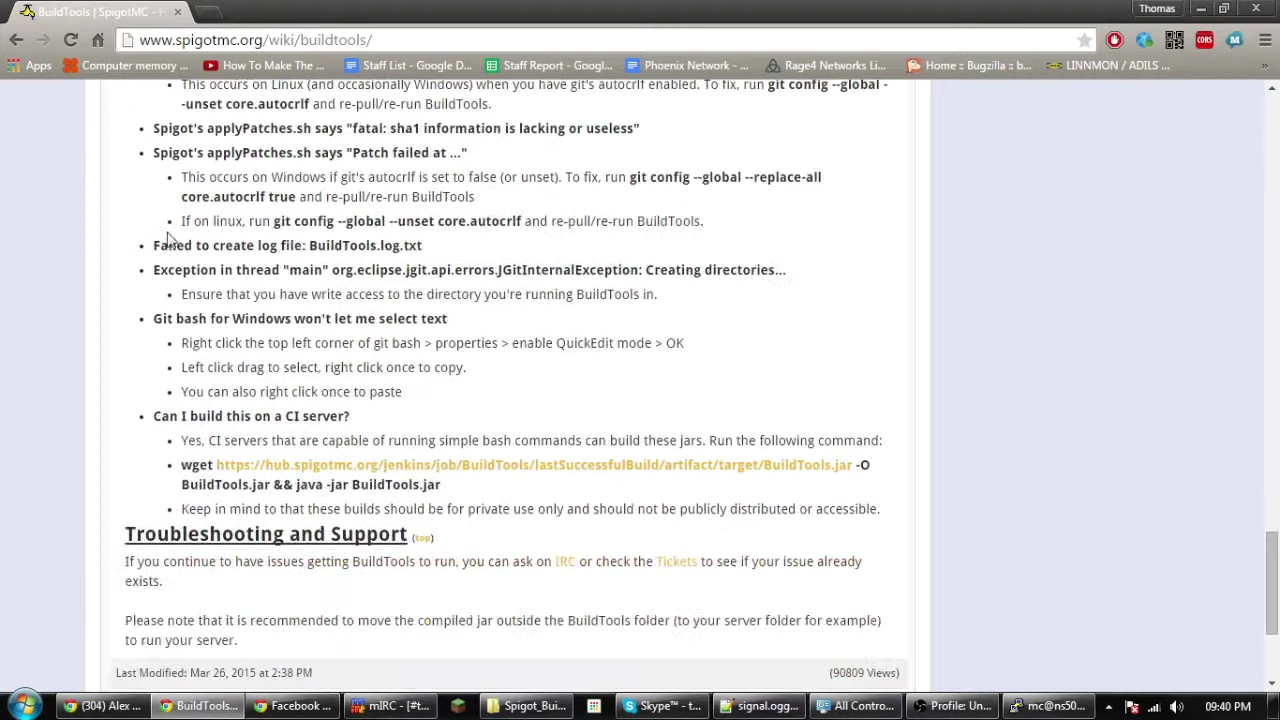 BuildTools | SpigotMC - H
Thomas
www.spigotmc.org/wiki/buildtools/
CORS
Apps Computer memory ... How To Make The ... Staff List - Google D... Staff Report - Googl... Phoenix Network - ... Rage4 Networks Li... Home :: Bugzilla :: b... LINNMON / ADILS ...
This occurs on Linux (and occasionally Windows) when you have git's autocrlf enabled. To fix, run git config --global -
-unset core.autocrlf and re-pull/re-run BuildTools.
Spigot's applyPatches.sh says "fatal: sha1 information is lacking or useless"
Spigot's applyPatches.sh says "Patch failed at ..."
This occurs on Windows if git's autocrlf is set to false (or unset). To fix, run git config --global --replace-all
core.autocrlf true and re-pull/re-run BuildTools
If on linux, run git config --global --unset core.autocrlf and re-pull/re-run BuildTools.
Failed to create log file: BuildTools.log.txt
Exception in thread "main" org.eclipse.jgit.api.errors.JGitInternalException: Creating directories...
Ensure that you have write access to the directory you're running BuildTools in.
Git bash for Windows won't let me select text
Right click the top left corner of git bash > properties > enable QuickEdit mode > OK
Left click drag to select, right click once to copy.
You can also right click once to paste
Can I build this on a CI server?
Yes, CI servers that are capable of running simple bash commands can build these jars. Run the following command:
wget https://hub.spigotmc.org/jenkins/job/BuildTools/lastSuccessfulBuild/artifact/target/BuildTools.jar -O
BuildTools.jar && java -jar BuildTools.jar
Keep in mind to that these builds should be for private use only and should not be publicly distributed or accessible.
Troubleshooting and Support (top)
If you continue to have issues getting BuildTools to run, you can ask on IRC or check the Tickets to see if your issue already
exists.
Please note that it is recommended to move the compiled jar outside the BuildTools folder (to your server folder for example)
to run your server.
Last Modified: Mar 26, 2015 at 2:38 PM (90809 Views)
(304) Alex ... BuildTools... Facebook ... mIRC - [#t... Spigot_Bui... Skype™ - t... signal.ogg... All Contro... Profile: Un... mc@ns50... 09:40 PM